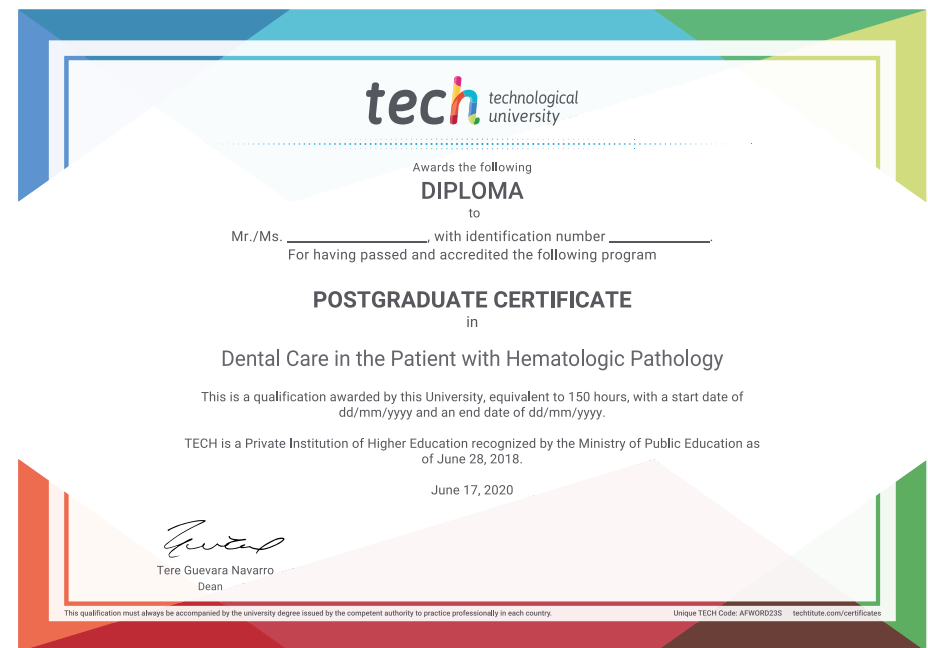 tech technological
university
Awards the following
DIPLOMA
to
Mr./Ms. ____________________, with identification number ______________.
For having passed and accredited the following program
POSTGRADUATE CERTIFICATE
in
Dental Care in the Patient with Hematologic Pathology
This is a qualification awarded by this University, equivalent to 150 hours, with a start date of
dd/mm/yyyy and an end date of dd/mm/yyyy.
TECH is a Private Institution of Higher Education recognized by the Ministry of Public Education as
of June 28, 2018.
June 17, 2020
Tere Guevara Navarro
Dean
This qualification must always be accompanied by the university degree issued by the competent authority to practice professionally in each country. Unique TECH Code: AFWORD23S techtitute.com/certificates